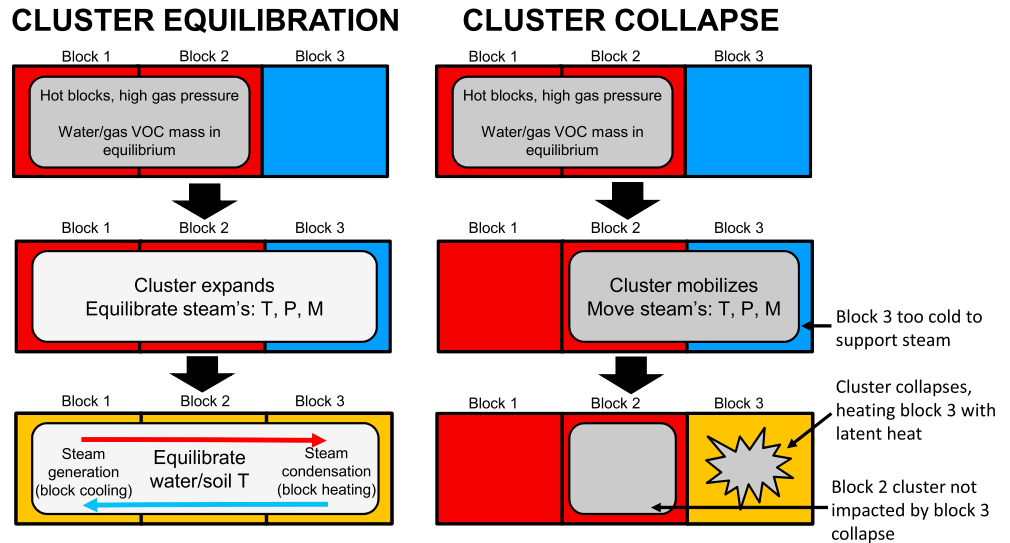 CLUSTER EQUILIBRATION
Block 1
Block 2
Block 3
Hot blocks, high gas pressure
Water/gas VOC mass in
equilibrium
Block 1
Block 2
Block 3
Cluster expands
Equilibrate steam’s: T, P, M
Block 1
Block 2
Block 3
Steam
generation
(block cooling)
Equilibrate
water/soil T
Steam
condensation
(block heating)
CLUSTER COLLAPSE
Block 1
Block 2
Block 3
Hot blocks, high gas pressure
Water/gas VOC mass in
equilibrium
Block 1
Block 2
Block 3
Cluster mobilizes
Move steam’s: T, P, M
Block 3 too cold to
support steam
Block 1
Block 2
Block 3
Cluster collapses,
heating block 3 with
latent heat
Block 2 cluster not
impacted by block 3
collapse